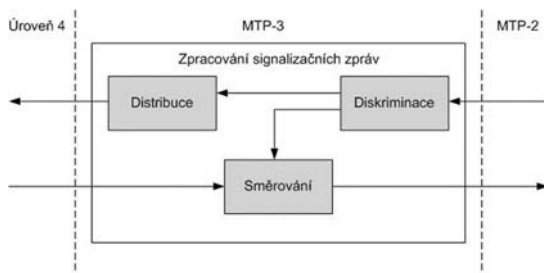 Úroveň 4
MTP-3
MTP-2
Zpracování signalizačních zpráv
Distribuce
Diskriminace
Směrování